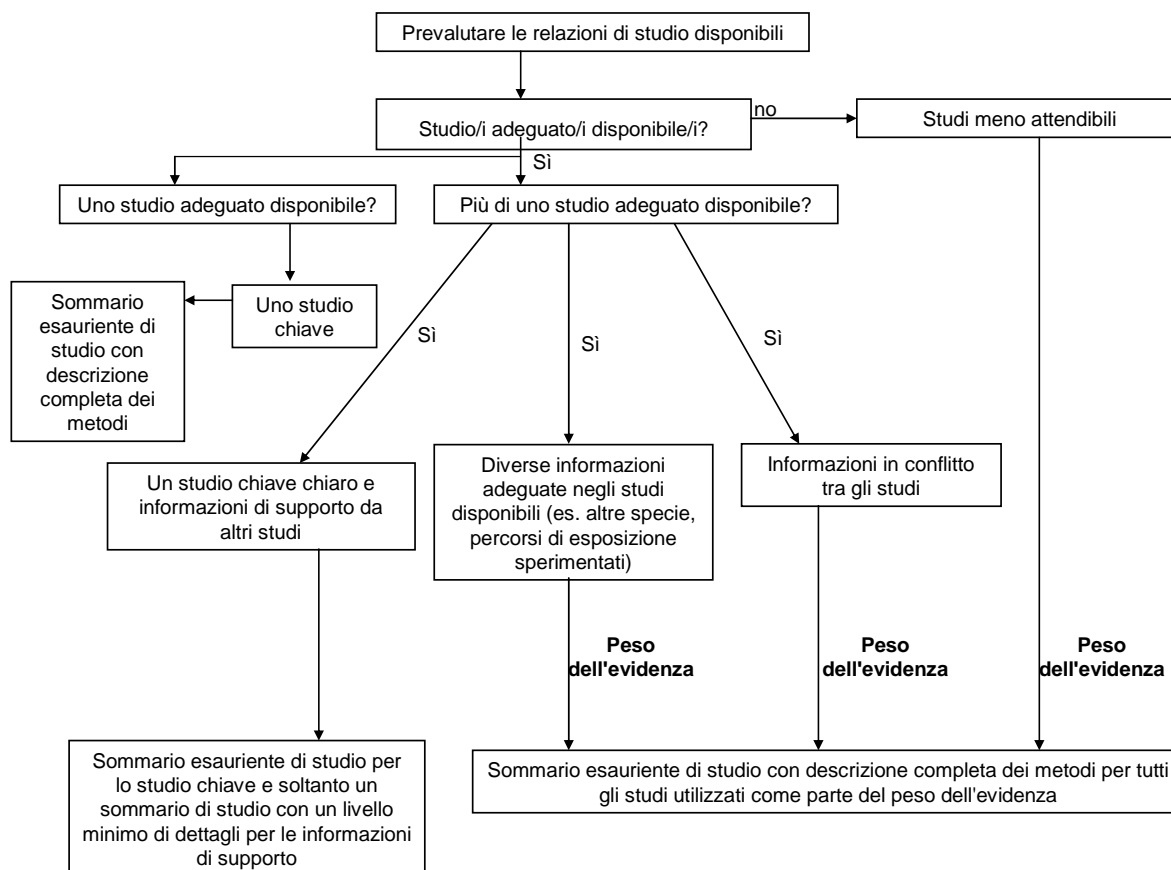 Prevalutare le relazioni di studio disponibili
Studio/i adeguato/i disponibile/i?
no
Studi meno attendibili
Sì
Uno studio adeguato disponibile?
Più di uno studio adeguato disponibile?
Sommario
esauriente di
studio con
descrizione
completa dei
metodi
Uno studio
chiave
Sì
Sì
Sì
Un studio chiave chiaro e
informazioni di supporto da
altri studi
Diverse informazioni
adeguate negli studi
disponibili (es. altre specie,
percorsi di esposizione
sperimentati)
Informazioni in conflitto
tra gli studi
Peso
dell'evidenza
Peso
dell'evidenza
Peso
dell'evidenza
Sommario esauriente di studio per
lo studio chiave e soltanto un
sommario di studio con un livello
minimo di dettagli per le informazioni
di supporto
Sommario esauriente di studio con descrizione completa dei metodi per tutti
gli studi utilizzati come parte del peso dell'evidenza